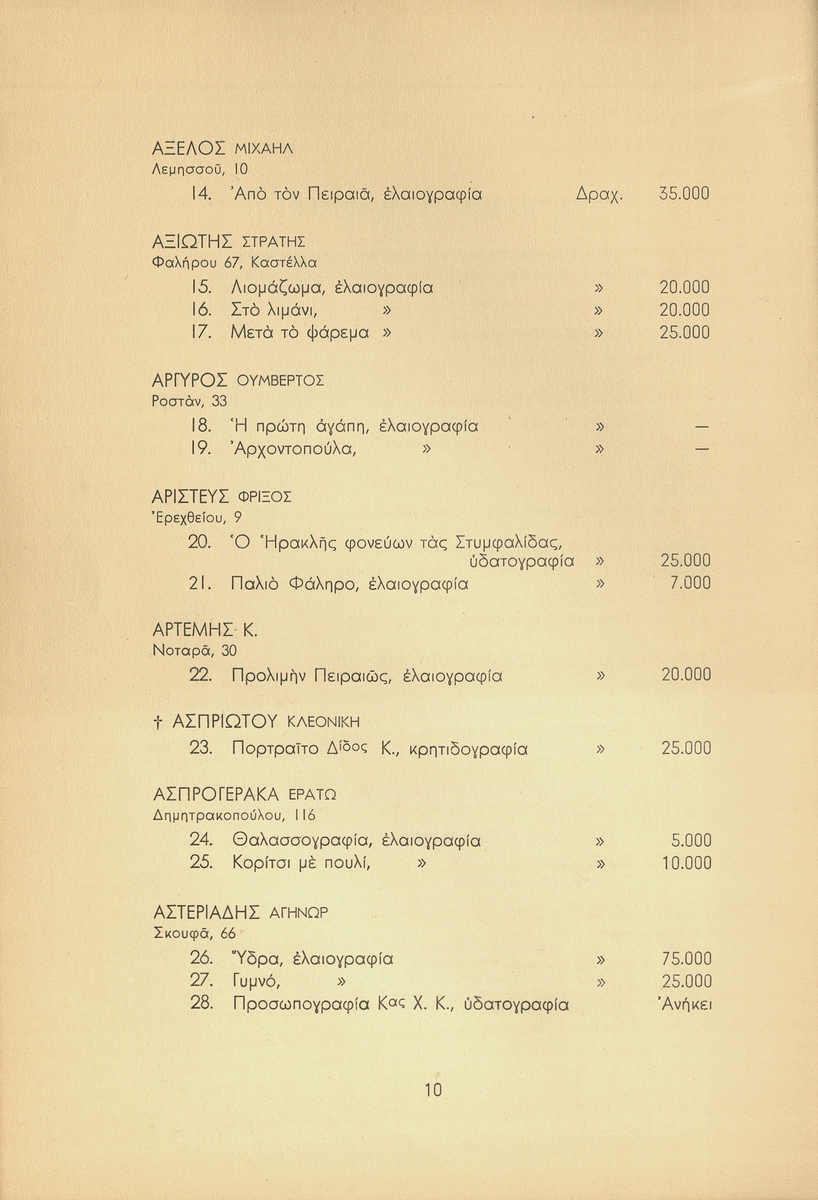 ΑΞΕΛΟΣ ΜΙΧΑΗΛ
Λεμησσοῦ, 10
14. Ἀπὸ τὸν Πειραιᾶ, ἐλαιογραφία Δραχ. 35.000
ΑΞΙΩΤΗΣ ΣΤΡΑΤΗΣ
Φαλήρου 67, Καστέλλα
15. Λιομάζωμα, ἐλαιογραφία » 20.000
16. Στὸ λιμάνι, » » 20.000
17. Μετὰ τὸ ψάρεμα » » 25.000
ΑΡΓΥΡΟΣ ΟΥΜΒΕΡΤΟΣ
Ροστὰν, 33
18. Ἡ πρώτη ἀγάπη, ἐλαιογραφία » —
19. Ἀρχοντοπούλα, » » —
ΑΡΙΣΤΕΥΣ ΦΡΙΞΟΣ
Ἐρεχθείου, 9
20. Ὁ Ἡρακλῆς φονεύων τὰς Στυμφαλίδας,
ὑδατογραφία » 25.000
21. Παλιὸ Φάληρο, ἐλαιογραφία » 7.000
ΑΡΤΕΜΗΣ Κ.
Νοταρᾶ, 30
22. Προλιμὴν Πειραιῶς, ἐλαιογραφία » 20.000
† ΑΣΠΡΙΩΤΟΥ ΚΛΕΟΝΙΚΗ
23. Πορτραῖτο Δίδος Κ., κρητιδογραφία » 25.000
ΑΣΠΡΟΓΕΡΑΚΑ ΕΡΑΤΩ
Δημητρακοπούλου, 116
24. Θαλασσογραφία, ἐλαιογραφία » 5.000
25. Κορίτσι μὲ πουλί, » » 10.000
ΑΣΤΕΡΙΑΔΗΣ ΑΓΗΝΩΡ
Σκουφᾶ, 66
26. Ὕδρα, ἐλαιογραφία » 75.000
27. Γυμνό, » » 25.000
28. Προσωπογραφία Κας Χ. Κ., ὑδατογραφία Ἀνήκει
10